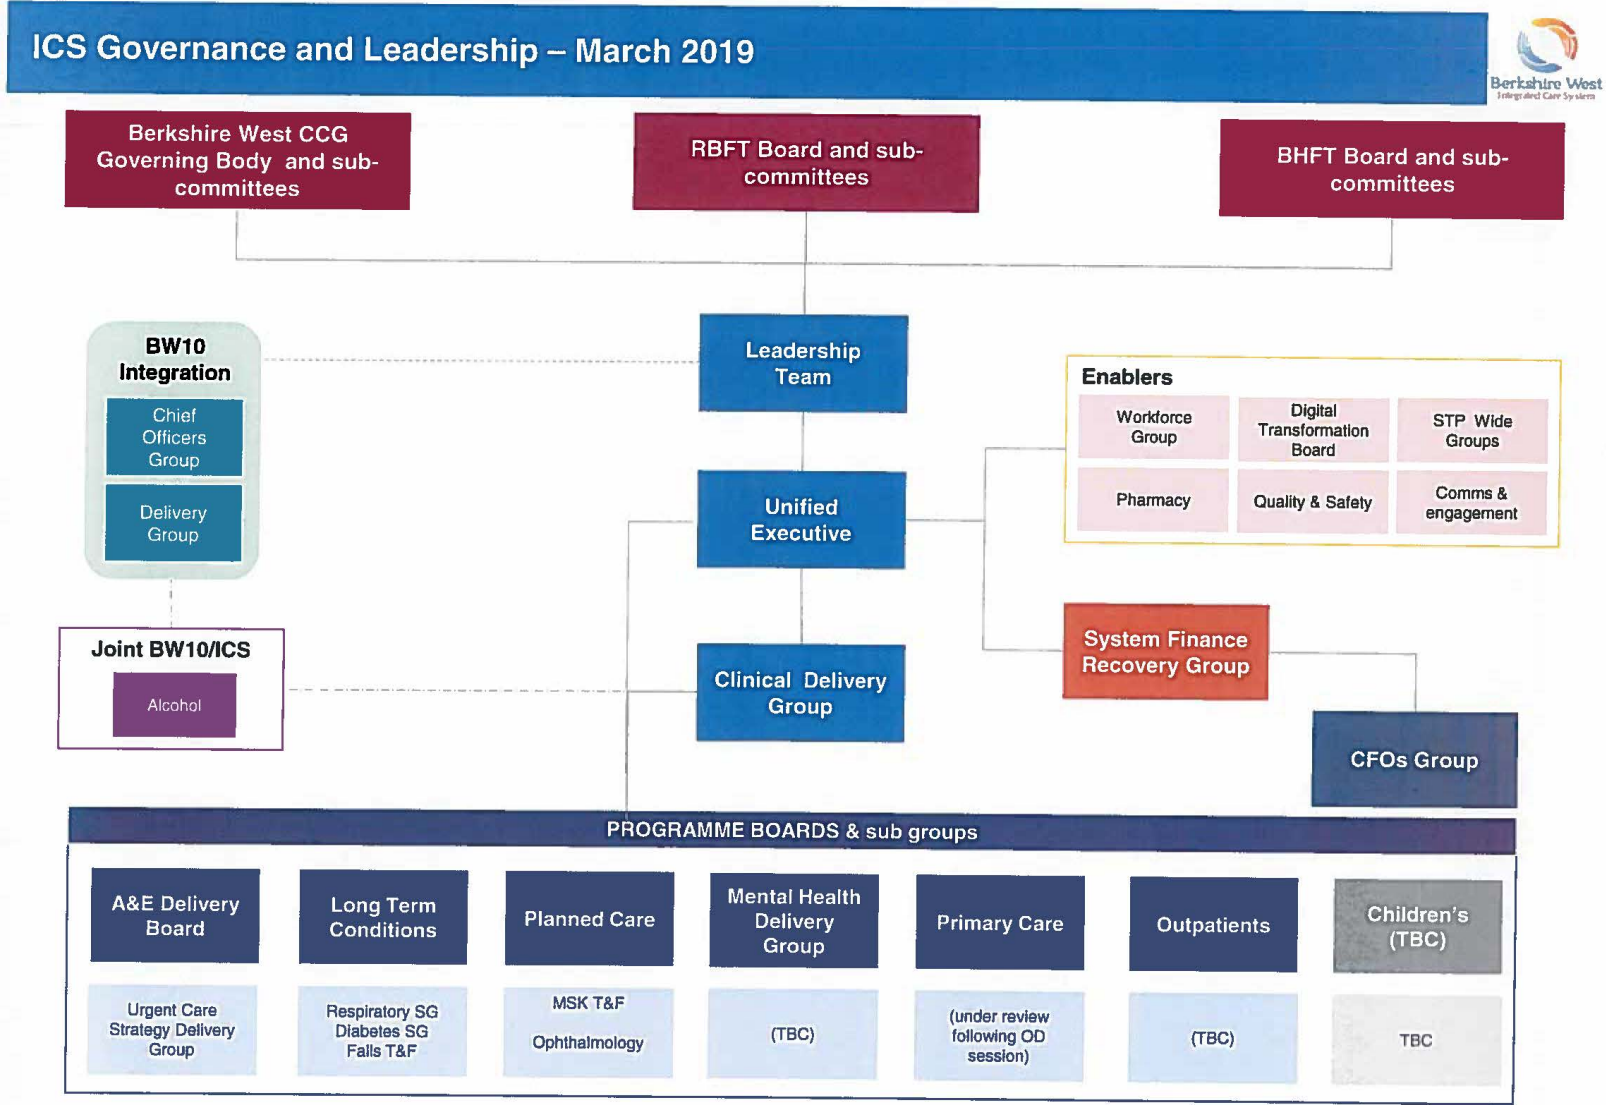 ICS Governance and Leadership – March 2019
Berkshire West
Integrated Care System
Berkshire West CCG
Governing Body and sub-
committees
RBFT Board and sub-
committees
BHFT Board and sub-
committees
BW10
Integration
Chief
Officers
Group
Delivery
Group
Leadership
Team
Enablers
Workforce
Group
Digital
Transformation
Board
STP Wide
Groups
Pharmacy
Quality & Safety
Comms &
engagement
Unified
Executive
Joint BW10/ICS
Alcohol
Clinical Delivery
Group
System Finance
Recovery Group
CFOs Group
PROGRAMME BOARDS & sub groups
A&E Delivery
Board
Long Term
Conditions
Planned Care
Mental Health
Delivery
Group
Primary Care
Outpatients
Children's
(TBC)
Urgent Care
Strategy Delivery
Group
Respiratory SG
Diabetes SG
Falls T&F
MSK T&F
Ophthalmology
(TBC)
(under review
following OD
session)
(TBC)
TBC